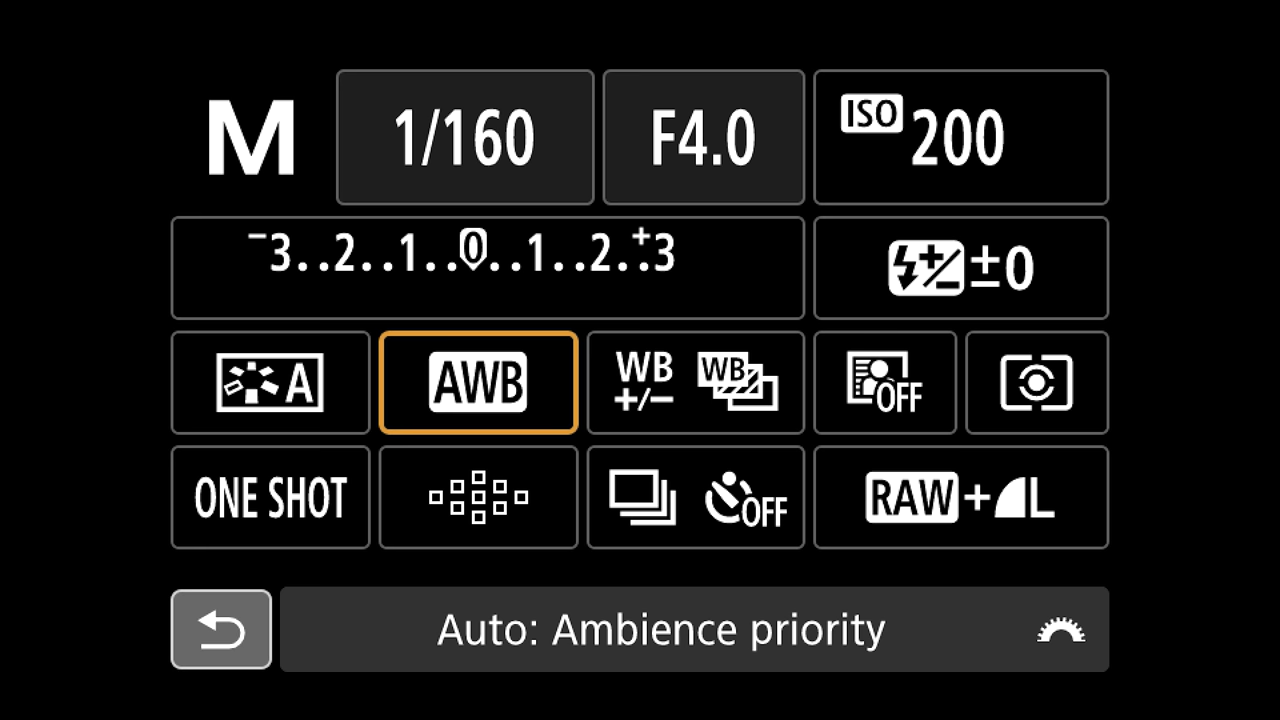 M 1/160 F4.0 ISO 200
−3..2..1..0..1..2.+.3 ±0
A AWB WB +/− WB OFF
ONE SHOT OFF RAW+L
Auto: Ambience priority